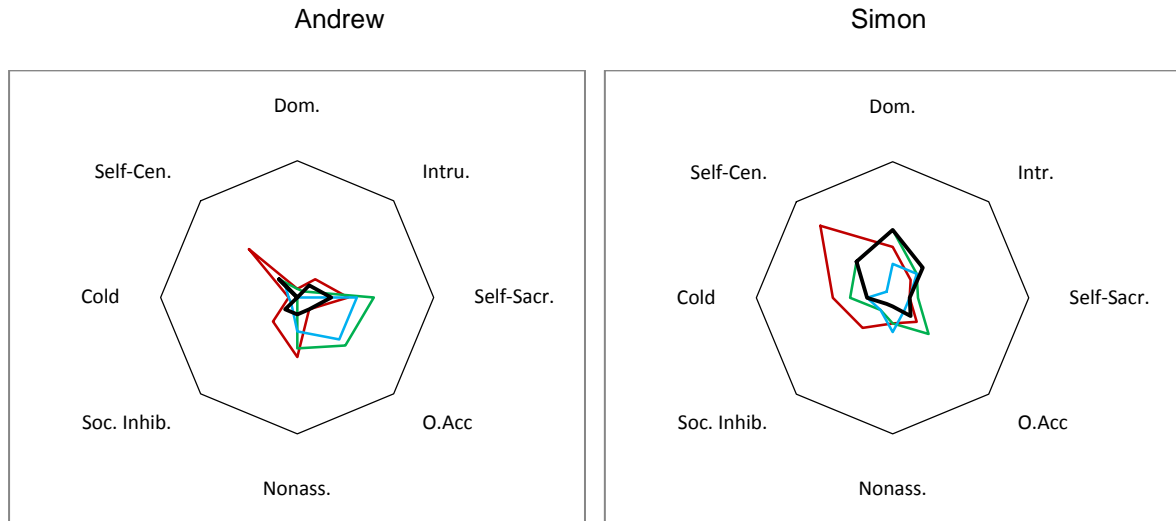 Andrew
Simon
Dom.
Self-Cen.
Intru.
Cold
Self-Sacr.
Soc. Inhib.
O.Acc
Nonass.
Dom.
Self-Cen.
Intr.
Cold
Self-Sacr.
Soc. Inhib.
O.Acc
Nonass.